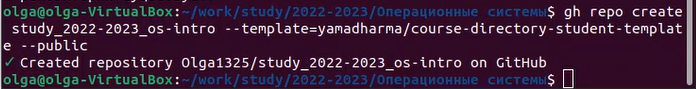 olga@olga-VirtualBox:~/work/study/2022-2023/Операционные системы$ gh repo create
study_2022-2023_os-intro --template=yamadharma/course-directory-student-templat
e --public
✓ Created repository Olga1325/study_2022-2023_os-intro on GitHub
olga@olga-VirtualBox:~/work/study/2022-2023/Операционные системы$